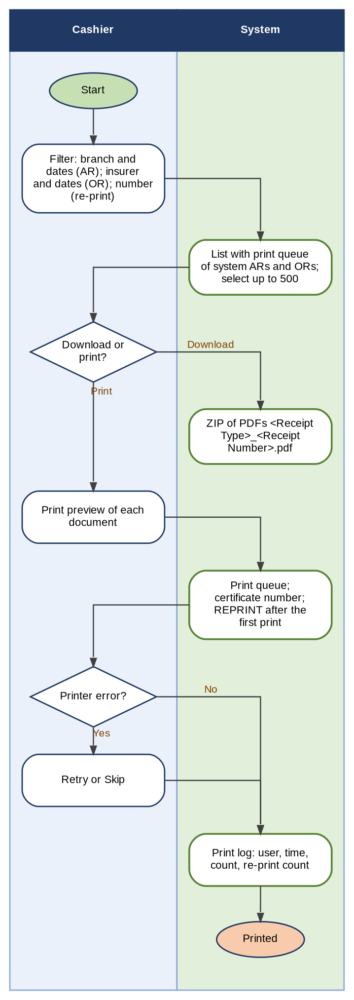 Cashier
System
Start
Filter: branch and
dates (AR); insurer
and dates (OR); number
(re-print)
List with print queue
of system ARs and ORs;
select up to 500
Download or
print?
Download
Print
ZIP of PDFs <Receipt
Type>_<Receipt
Number>.pdf
Print preview of each
document
Print queue;
certificate number;
REPRINT after the
first print
Printer error?
No
Yes
Retry or Skip
Print log: user, time,
count, re-print count
Printed